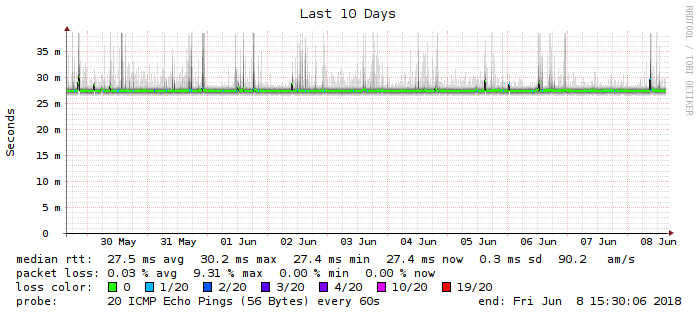 Last 10 Days
RRDTOOL / TOBI OETIKER
Seconds
35 m
30 m
25 m
20 m
15 m
10 m
5 m
0
30 May 31 May 01 Jun 02 Jun 03 Jun 04 Jun 05 Jun 06 Jun 07 Jun 08 Jun
median rtt: 27.5 ms avg 30.2 ms max 27.4 ms min 27.4 ms now 0.3 ms sd 90.2 am/s
packet loss: 0.03 % avg 9.31 % max 0.00 % min 0.00 % now
loss color: 0 1/20 2/20 3/20 4/20 10/20 19/20
probe: 20 ICMP Echo Pings (56 Bytes) every 60s end: Fri Jun 8 15:30:06 2018